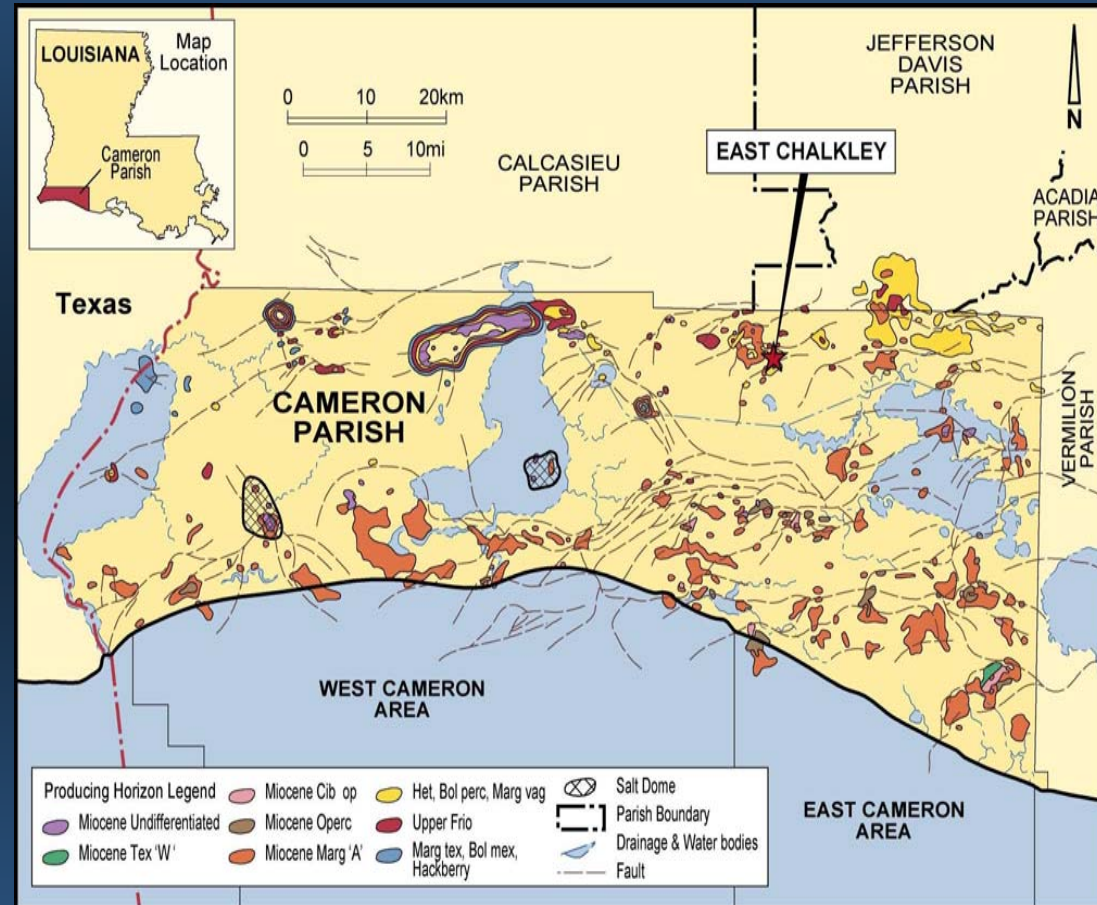 LOUISIANA
Map
Location
Cameron
Parish
0 10 20km
0 5 10mi
CALCASIEU
PARISH
JEFFERSON
DAVIS
PARISH
N
EAST CHALKLEY
ACADIA
PARISH
Texas
CAMERON
PARISH
VERMILION
PARISH
WEST CAMERON
AREA
EAST CAMERON
AREA
Producing Horizon Legend
Miocene Undifferentiated
Miocene Tex 'W'
Miocene Cib op
Miocene Operc
Miocene Marg 'A'
Het, Bol perc, Marg vag
Upper Frio
Marg tex, Bol mex,
Hackberry
Salt Dome
Parish Boundary
Drainage & Water bodies
Fault